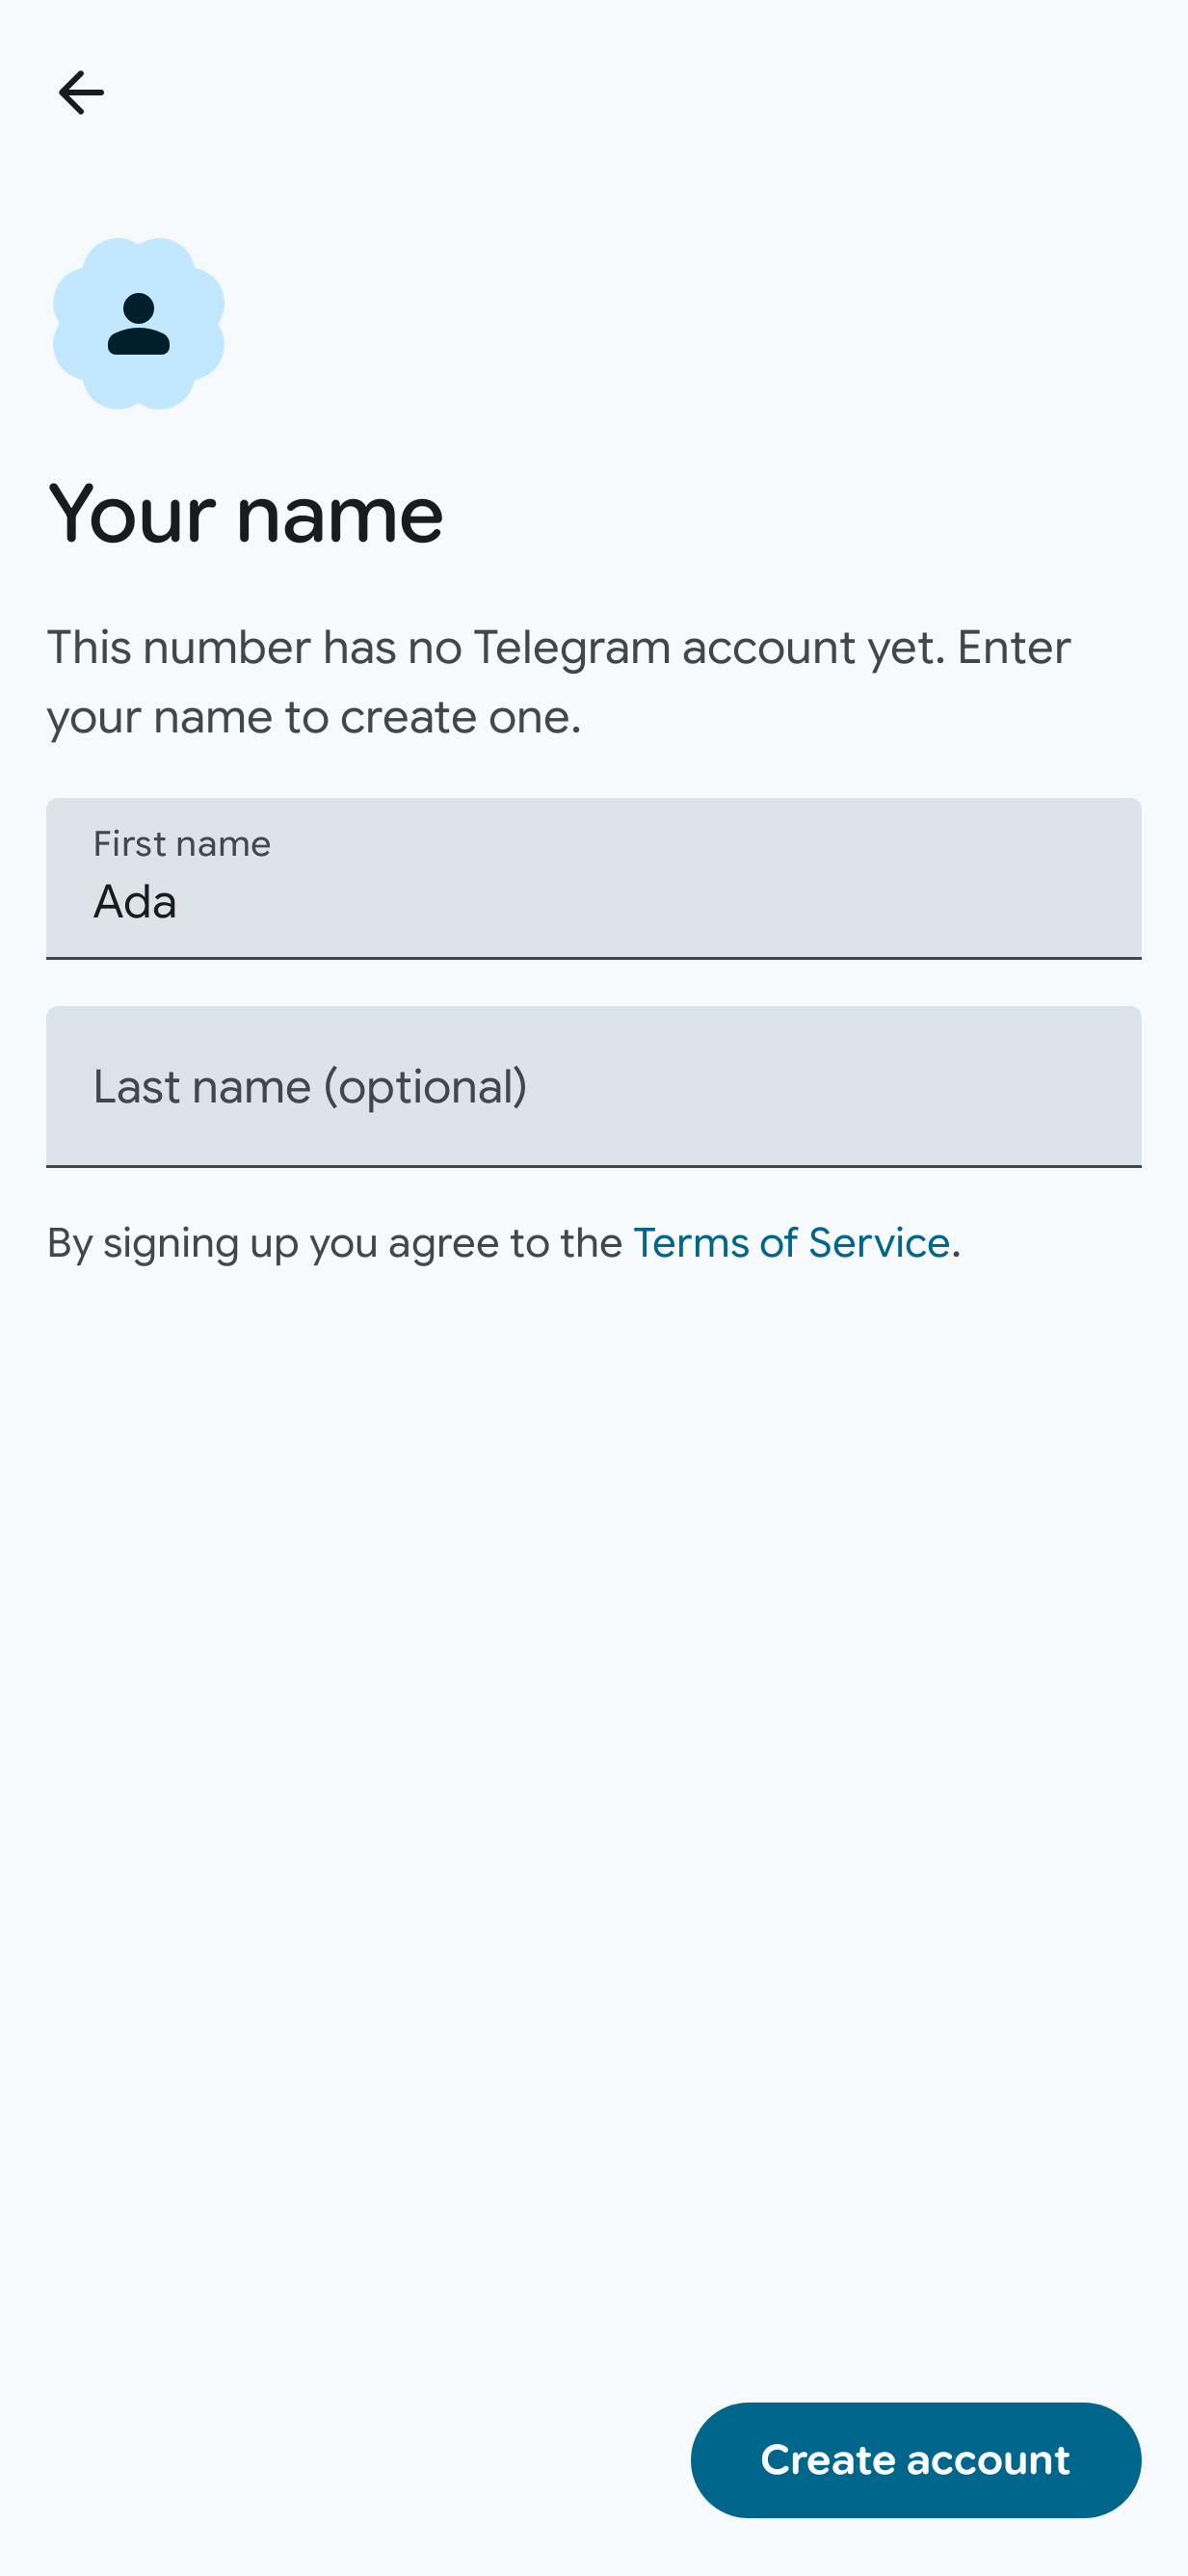 Your name
This number has no Telegram account yet. Enter
your name to create one.
First name
Ada
Last name (optional)
By signing up you agree to the Terms of Service.
Create account